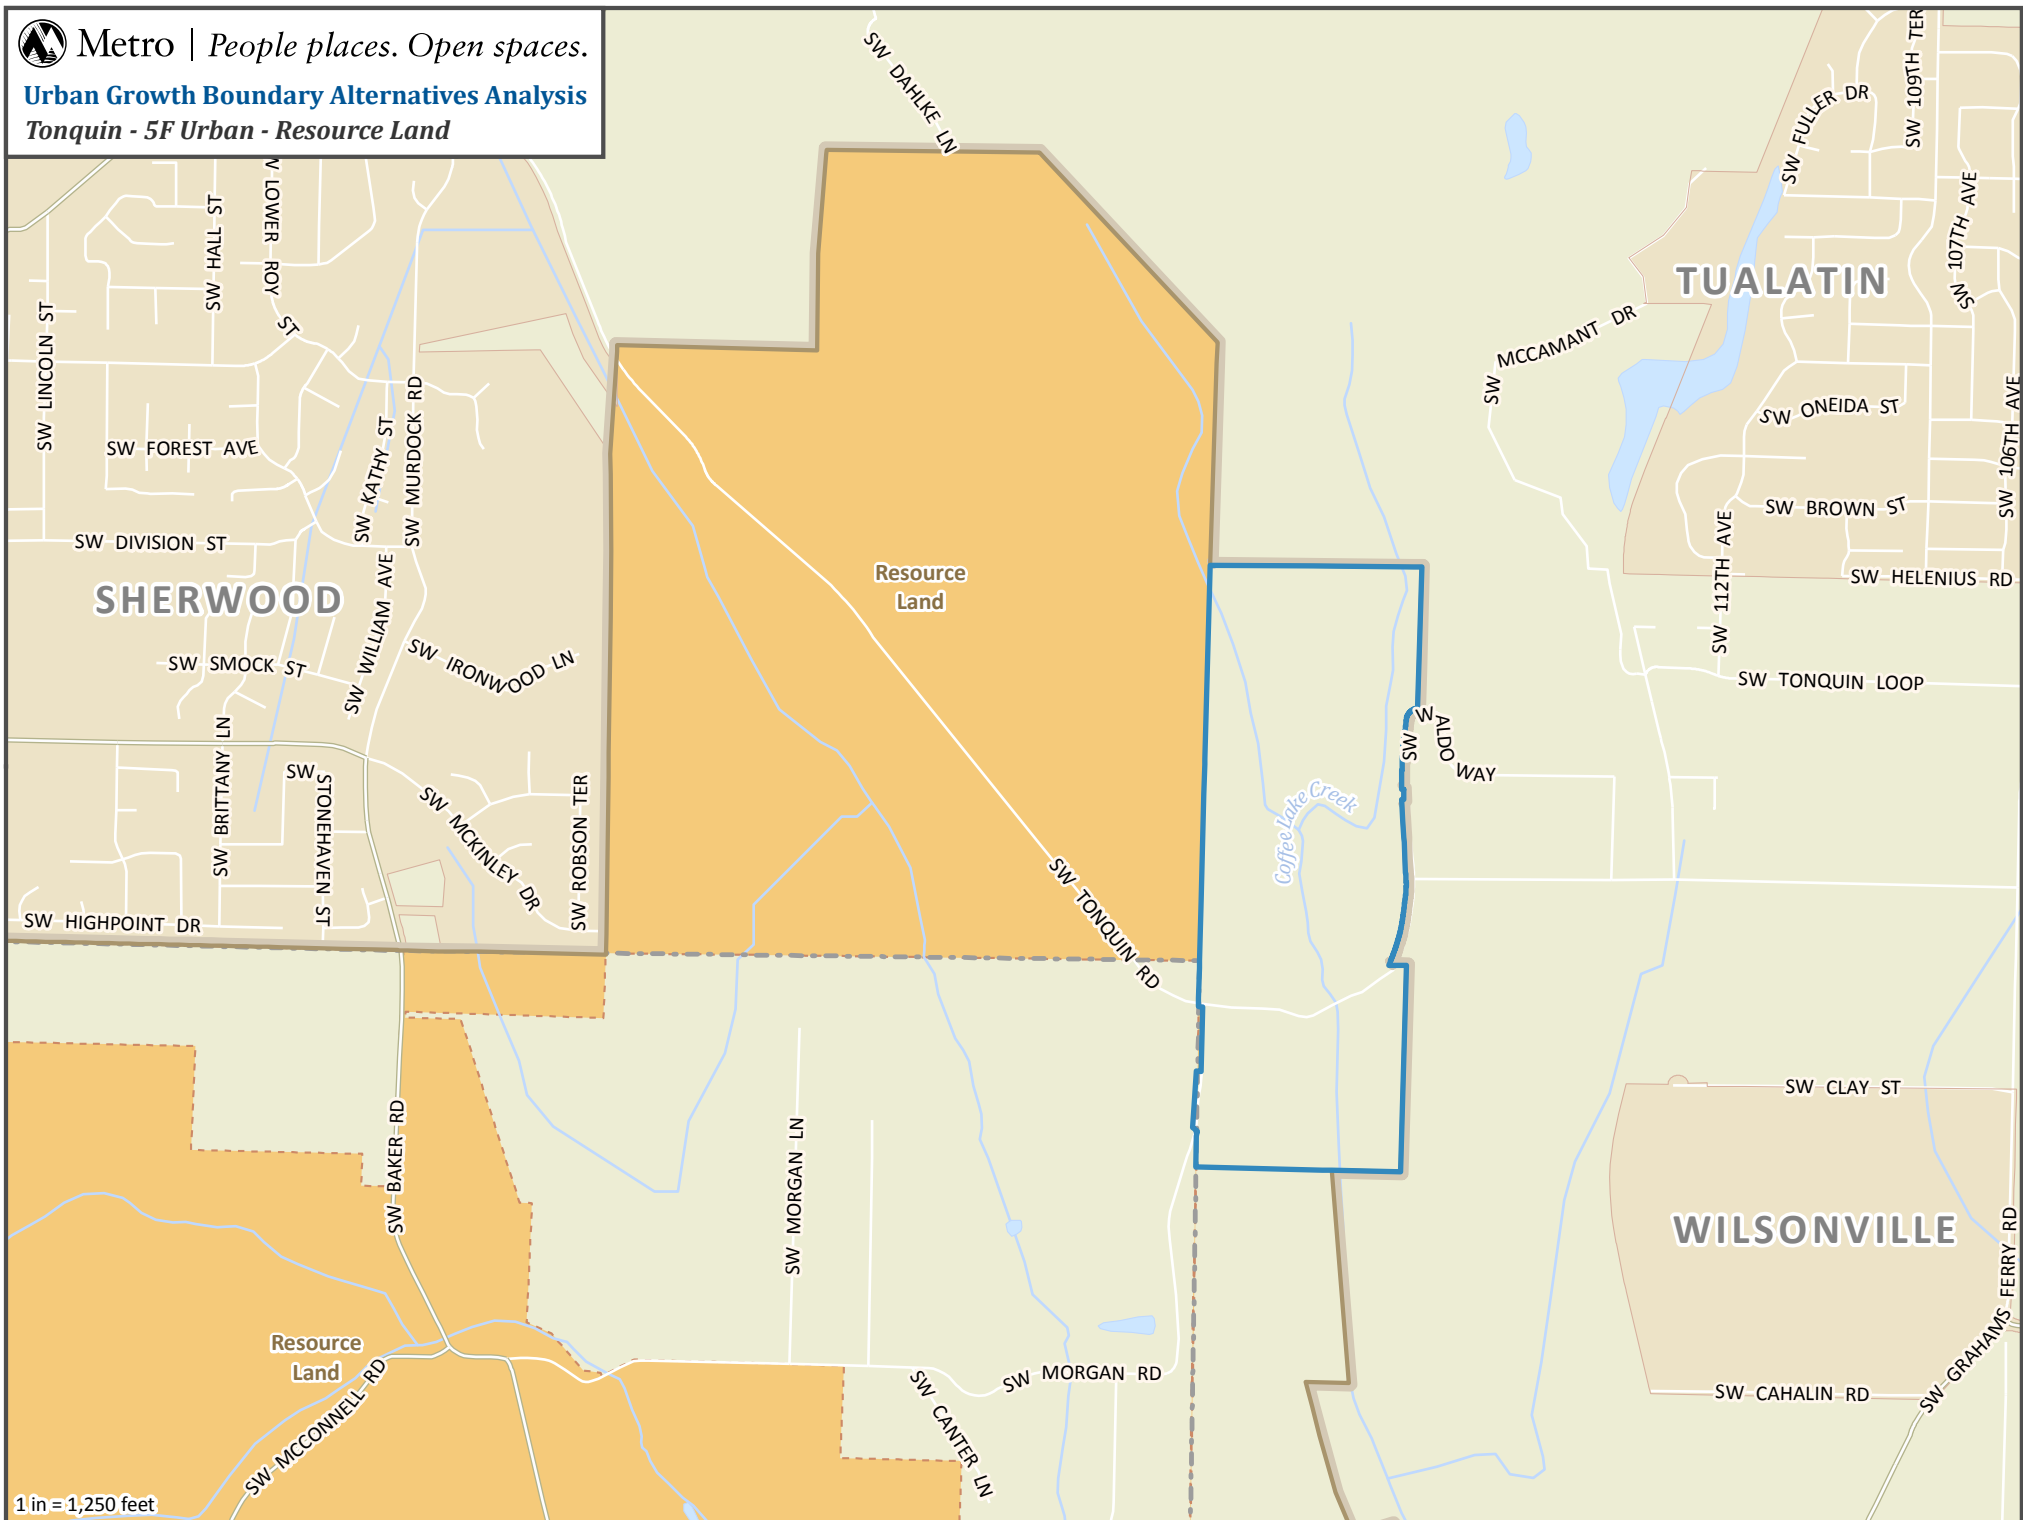 Metro | People places. Open spaces.
Urban Growth Boundary Alternatives Analysis
Tonquin - 5F Urban - Resource Land
SW DAHLKE LN
SW FULLER DR
SW 109TH TER
SW 107TH AVE
SW HALL ST
W LOWER ROY ST
TUALATIN
SW MCCAMANT DR
SW LINCOLN ST
SW KATHY ST
SW MURDOCK RD
SW FOREST AVE
SW ONEIDA ST
SW 106TH AVE
SW BROWN ST
SW DIVISION ST
SW 112TH AVE
SW HELENIUS RD
Resource
Land
SHERWOOD
SW WILLIAM AVE
SW IRONWOOD LN
SW SMOCK ST
SW TONQUIN LOOP
SW BRITTANY LN
SW WALDO WAY
SW STONEHAVEN ST
SW MCKINLEY DR
SW ROBSON TER
Coffee Lake Creek
SW TONQUIN RD
SW HIGHPOINT DR
SW CLAY ST
SW BAKER RD
SW MORGAN LN
WILSONVILLE
SW GRAHAMS FERRY RD
Resource
Land
SW MCCONNELL RD
SW MORGAN RD
SW CANTER LN
SW CAHALIN RD
1 in = 1,250 feet